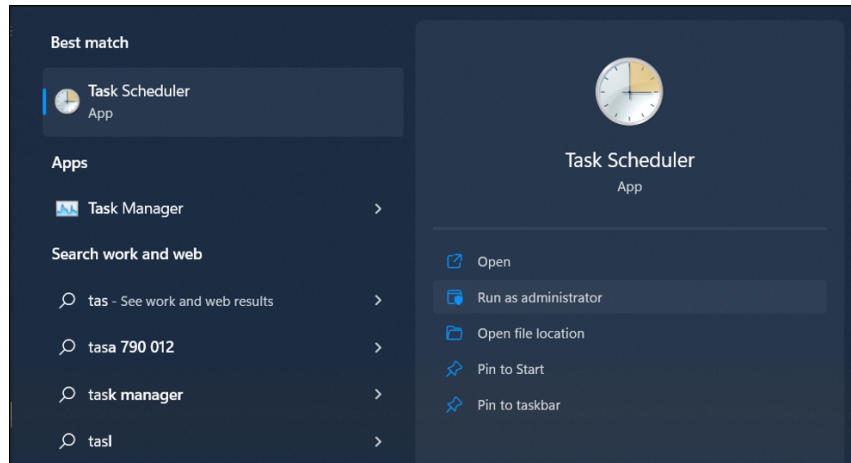 Best match
Task Scheduler
App
Apps
Task Manager
Search work and web
tas - See work and web results
tasa 790 012
task manager
tasl
Task Scheduler
App
Open
Run as administrator
Open file location
Pin to Start
Pin to taskbar